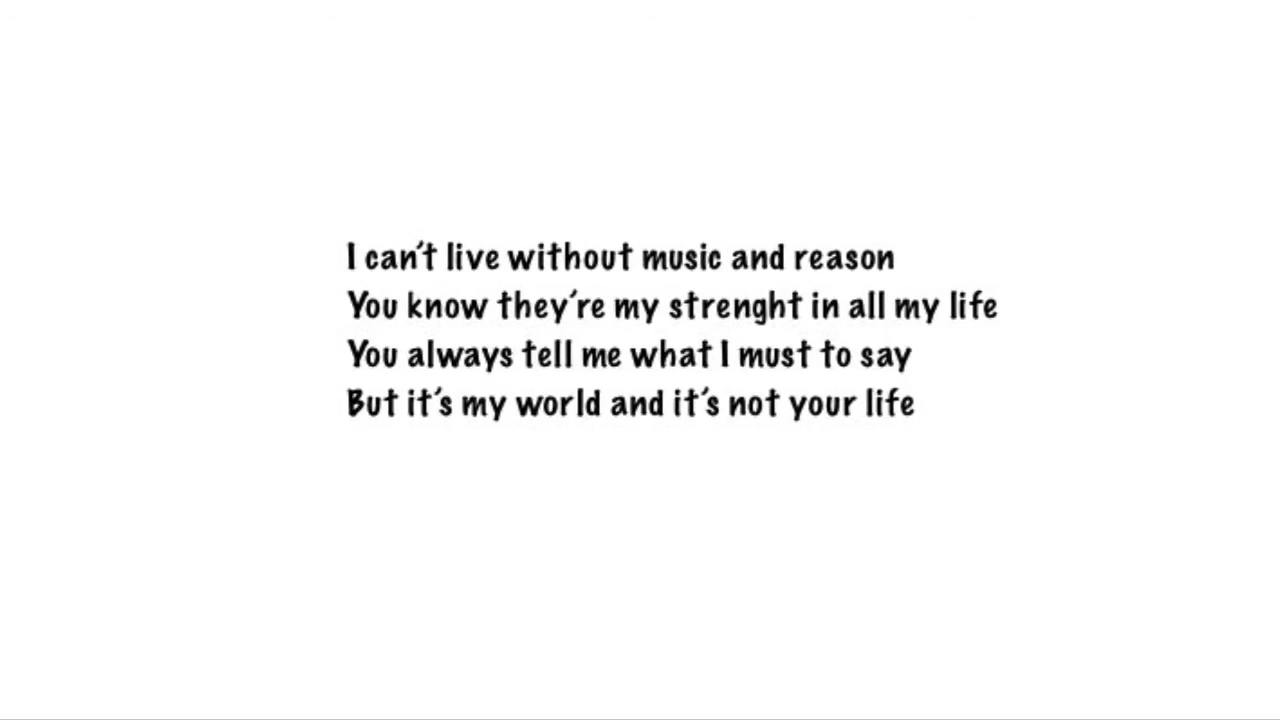 I can't live without music and reason
You know they're my strenght in all my life
You always tell me what I must to say
But it's my world and it's not your life